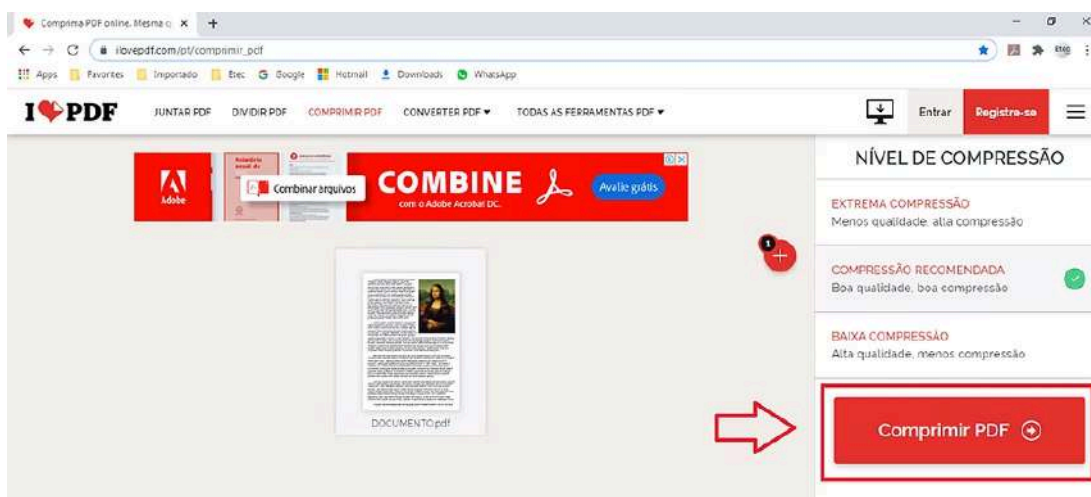 Comprima PDF online. Mesma q
ilovepdf.com/pt/comprimir_pdf
Apps Favorites Importado Etec Google Hotmail Downloads WhatsApp
I PDF JUNTAR PDF DIVIDIR PDF COMPRIMIR PDF CONVERTER PDF TODAS AS FERRAMENTAS PDF Entrar Registre-se
Adobe
Combinar arquivos
COMBINE
com o Adobe Acrobat DC.
Avalie grátis
1
DOCUMENTO.pdf
NÍVEL DE COMPRESSÃO
EXTREMA COMPRESSÃO
Menos qualidade, alta compressão
COMPRESSÃO RECOMENDADA
Boa qualidade, boa compressão
BAIXA COMPRESSÃO
Alta qualidade, menos compressão
Comprimir PDF